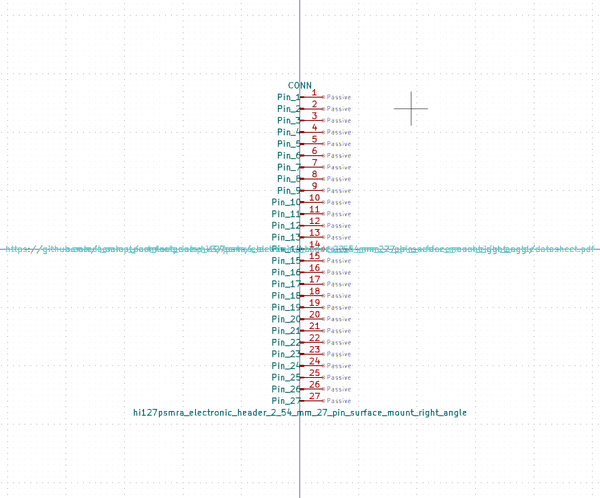 CONN
Pin_1 1 Passive
Pin_2 2 Passive
Pin_3 3 Passive
Pin_4 4 Passive
Pin_5 5 Passive
Pin_6 6 Passive
Pin_7 7 Passive
Pin_8 8 Passive
Pin_9 9 Passive
Pin_10 10 Passive
Pin_11 11 Passive
Pin_12 12 Passive
Pin_13 13 Passive
14
Pin_15 15 Passive
Pin_16 16 Passive
Pin_17 17 Passive
Pin_18 18 Passive
Pin_19 19 Passive
Pin_20 20 Passive
Pin_21 21 Passive
Pin_22 22 Passive
Pin_23 23 Passive
Pin_24 24 Passive
Pin_25 25 Passive
Pin_26 26 Passive
Pin_27 27 Passive
hi127psmra_electronic_header_2_54_mm_27_pin_surface_mount_right_angle